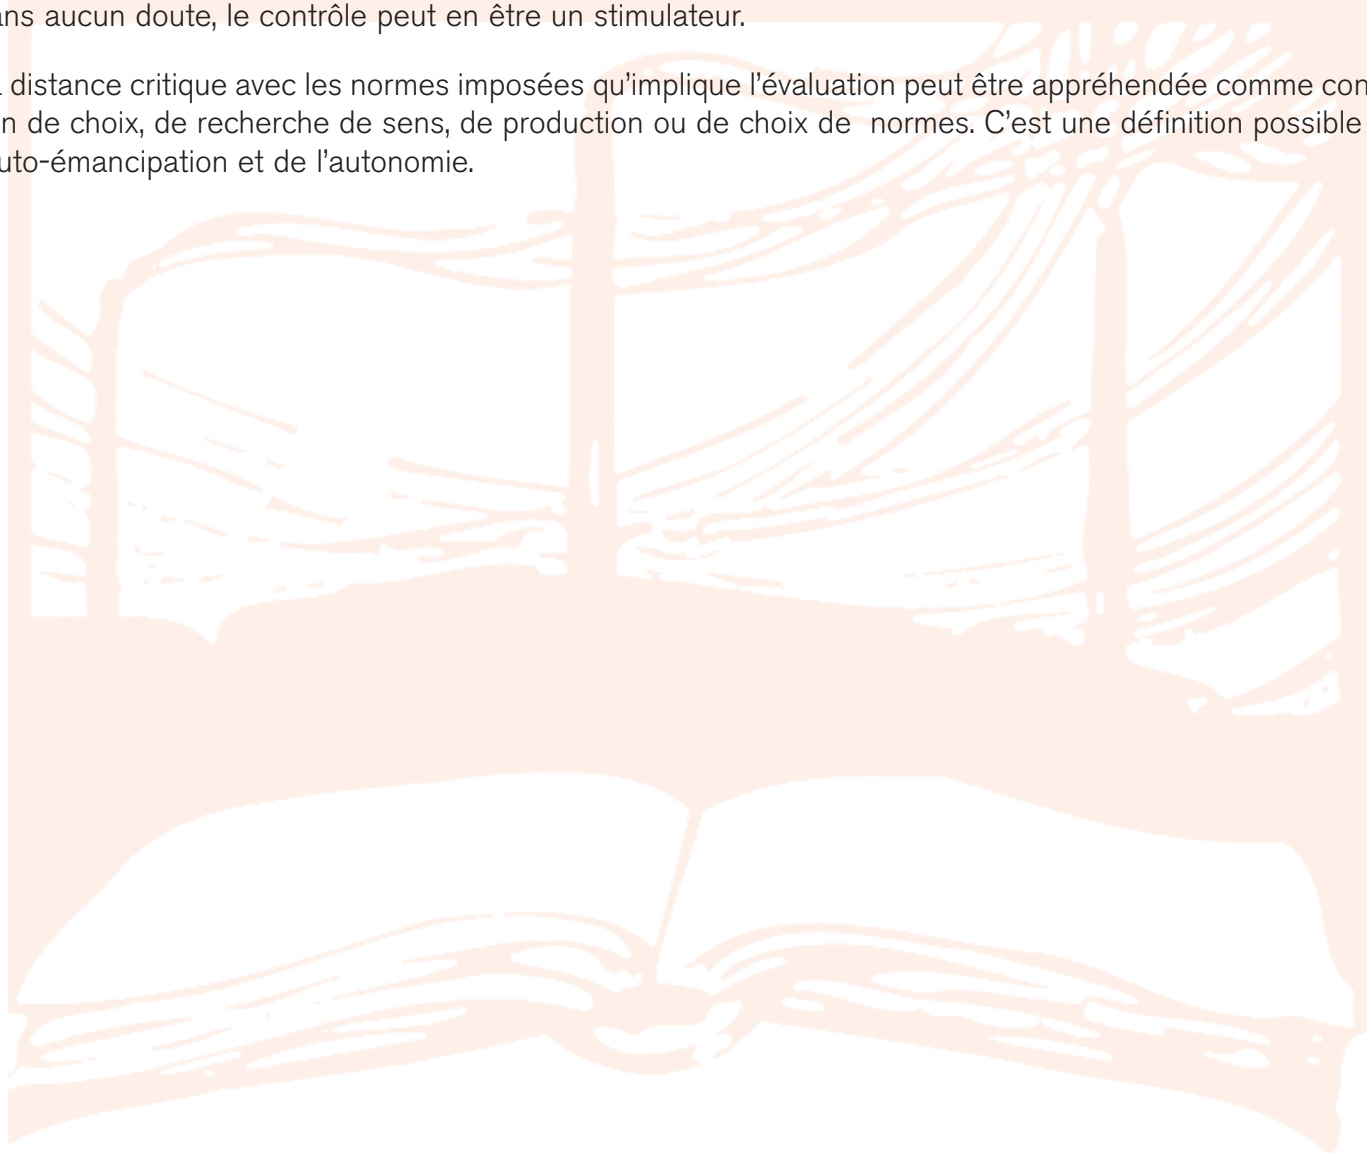 ans aucun doute, le contrôle peut en être un stimulateur.
distance critique avec les normes imposées qu’implique l’évaluation peut être appréhendée comme con
n de choix, de recherche de sens, de production ou de choix de normes. C’est une définition possible
uto-émancipation et de l’autonomie.